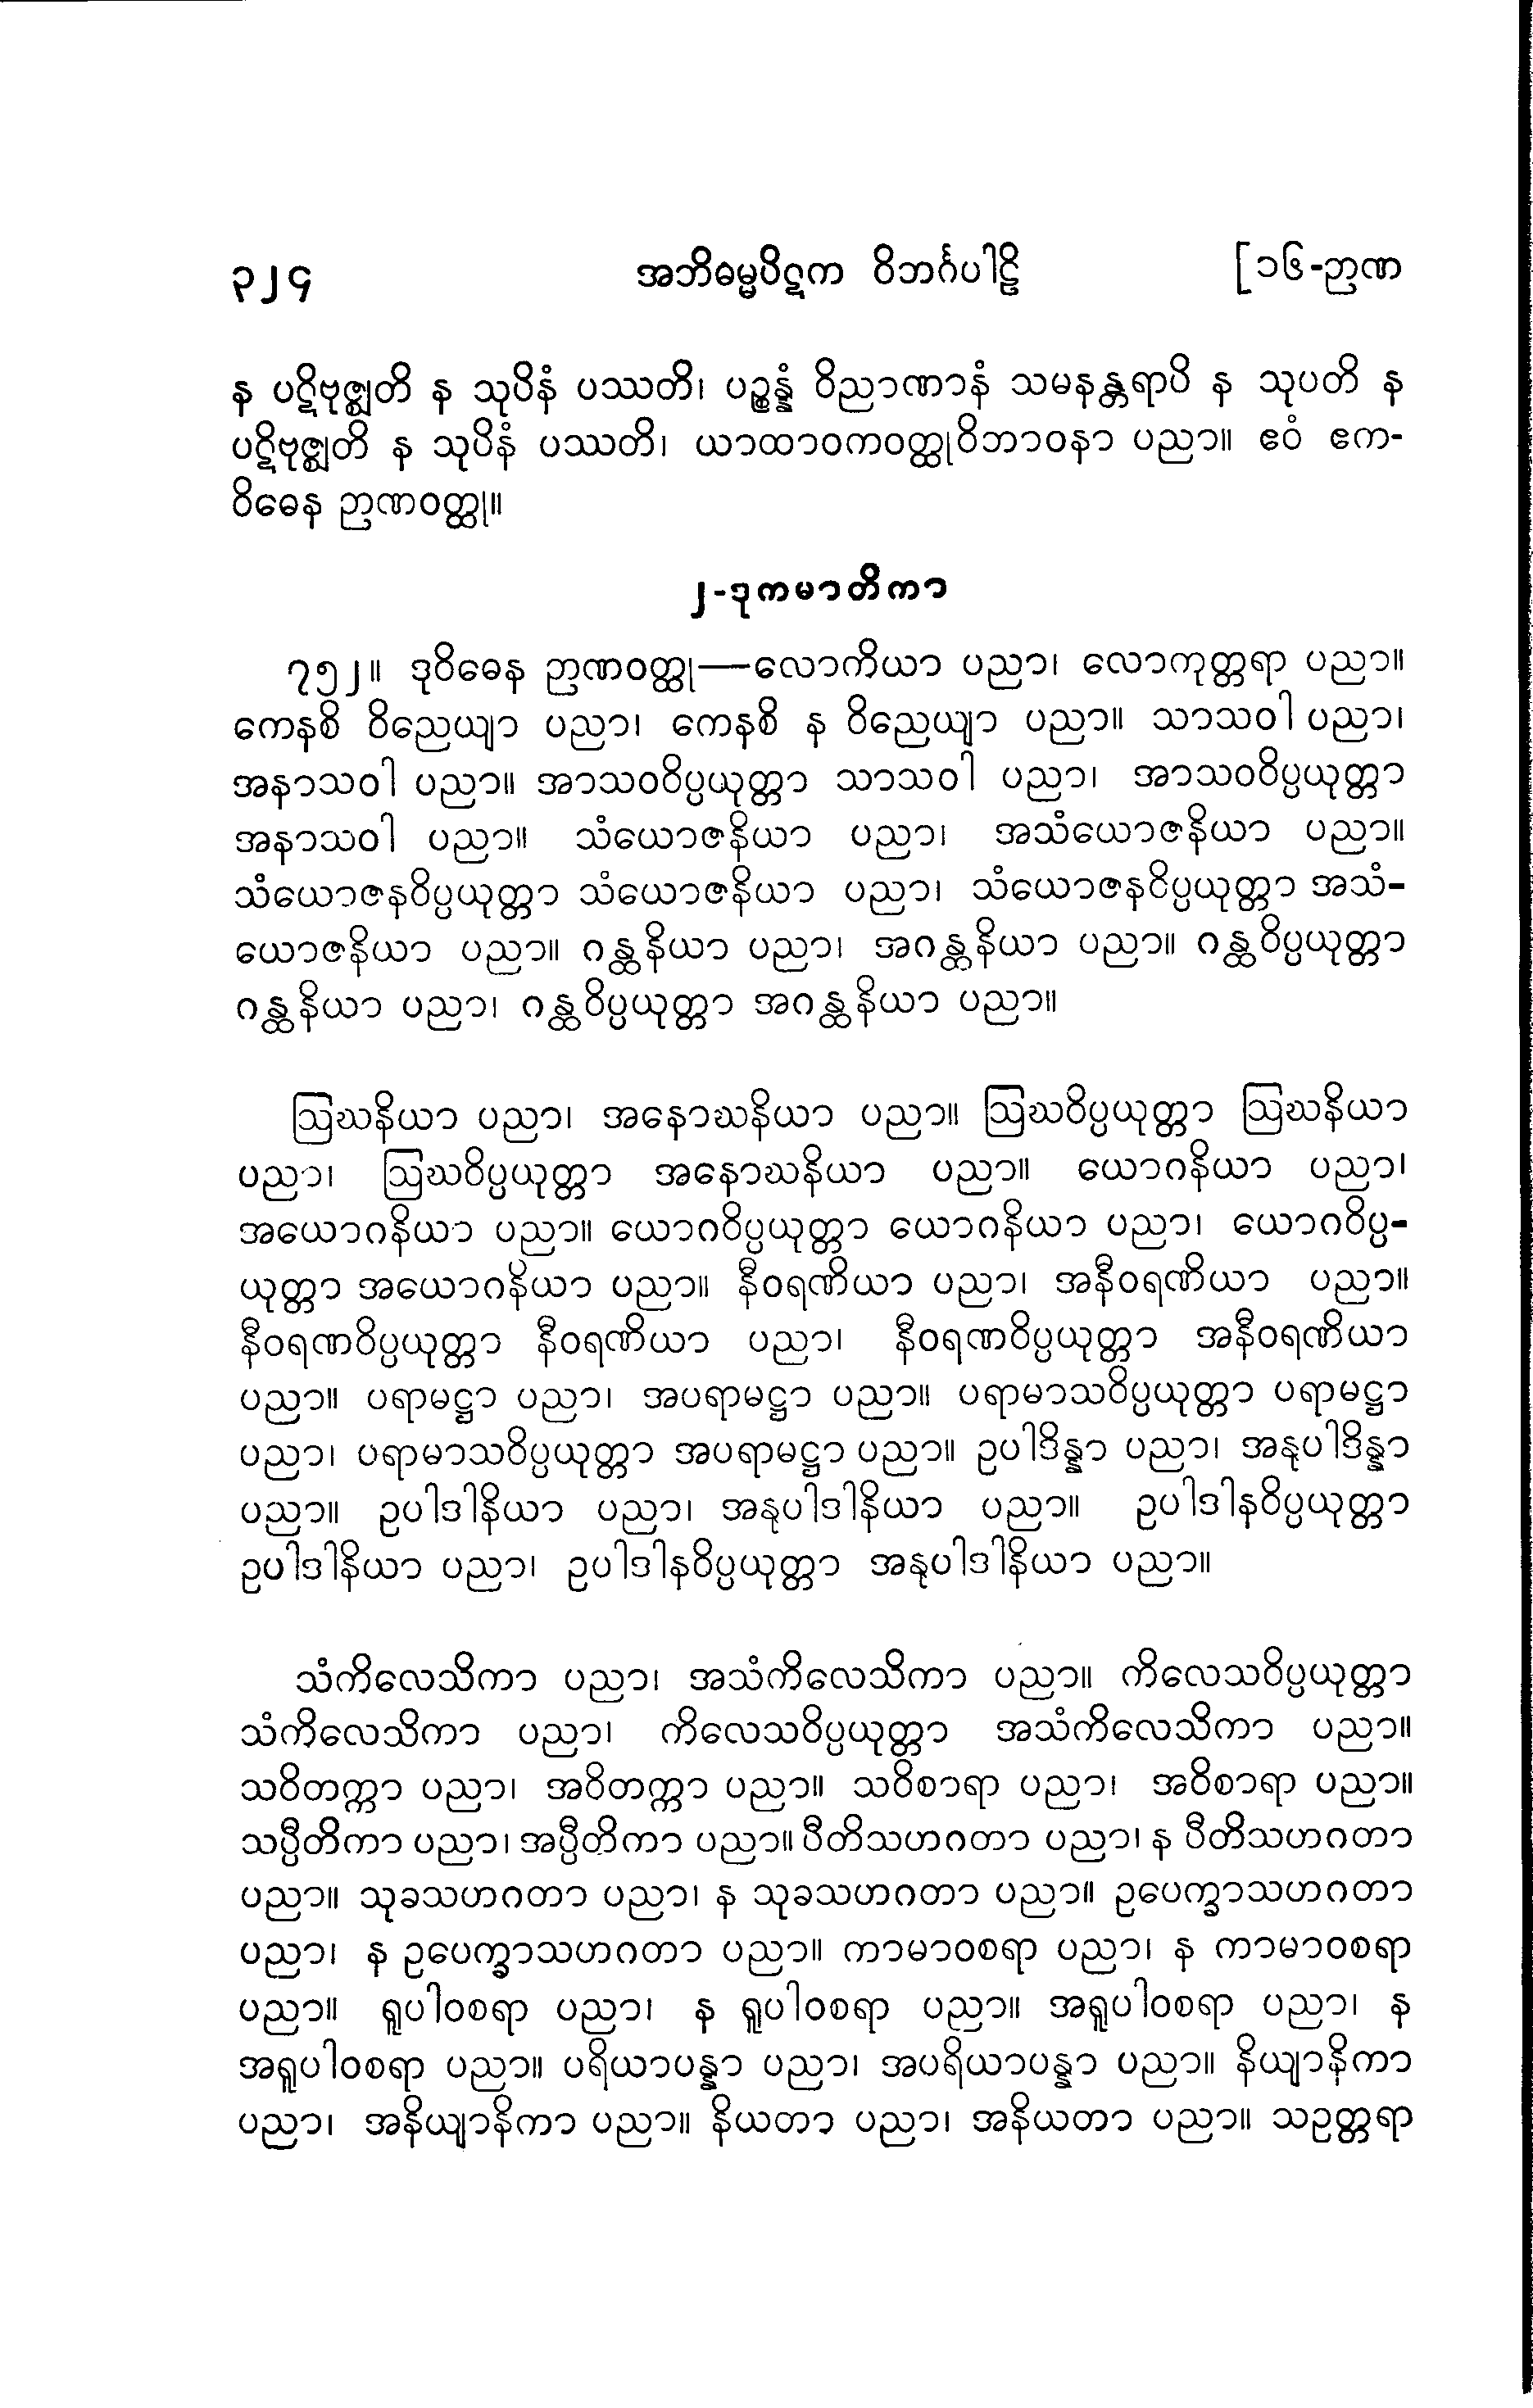 ၃၂၄ အဘိဓမ္မပိဋက ဝိဘင်္ဂပါဠိ [၁၆-ဉာဏ
န ပဋိဗုဇ္ဈတိ န သုပိနံ ပဿတိ၊ ပဉ္စန္နံ ဝိညာဏာနံ သမနန္တရာပိ န သုပတိ န
ပဋိဗုဇ္ဈတိ န သုပိနံ ပဿတိ၊ ယာထာဝကဝတ္ထုဝိဘာဝနာ ပညာ။ ဧဝံ ဧက-
ဝိဓေန ဉာဏဝတ္ထု။
၂-ဒုကမာတိကာ
၇၅၂။ ဒုဝိဓေန ဉာဏဝတ္ထု—လောကိယာ ပညာ၊ လောကုတ္တရာ ပညာ။
ကေနစိ ဝိညေယျာ ပညာ၊ ကေနစိ န ဝိညေယျာ ပညာ။ သာသဝါ ပညာ၊
အနာသဝါ ပညာ။ အာသဝဝိပ္ပယုတ္တာ သာသဝါ ပညာ၊ အာသဝဝိပ္ပယုတ္တာ
အနာသဝါ ပညာ။ သံယောဇနိယာ ပညာ၊ အသံယောဇနိယာ ပညာ။
သံယောဇနဝိပ္ပယုတ္တာ သံယောဇနိယာ ပညာ၊ သံယောဇနဝိပ္ပယုတ္တာ အသံ-
ယောဇနိယာ ပညာ။ ဂန္ထနိယာ ပညာ၊ အဂန္ထနိယာ ပညာ။ ဂန္ထဝိပ္ပယုတ္တာ
ဂန္ထနိယာ ပညာ၊ ဂန္ထဝိပ္ပယုတ္တာ အဂန္ထနိယာ ပညာ။
ဩဃနိယာ ပညာ၊ အနောဃနိယာ ပညာ။ ဩဃဝိပ္ပယုတ္တာ ဩဃနိယာ
ပညာ၊ ဩဃဝိပ္ပယုတ္တာ အနောဃနိယာ ပညာ။ ယောဂနိယာ ပညာ၊
အယောဂနိယာ ပညာ။ ယောဂဝိပ္ပယုတ္တာ ယောဂနိယာ ပညာ၊ ယောဂဝိပ္ပ-
ယုတ္တာ အယောဂနိယာ ပညာ။ နီဝရဏိယာ ပညာ၊ အနီဝရဏိယာ ပညာ။
နီဝရဏဝိပ္ပယုတ္တာ နီဝရဏိယာ ပညာ၊ နီဝရဏဝိပ္ပယုတ္တာ အနီဝရဏိယာ
ပညာ။ ပရာမဋ္ဌာ ပညာ၊ အပရာမဋ္ဌာ ပညာ။ ပရာမာသဝိပ္ပယုတ္တာ ပရာမဋ္ဌာ
ပညာ၊ ပရာမာသဝိပ္ပယုတ္တာ အပရာမဋ္ဌာ ပညာ။ ဥပါဒိန္နာ ပညာ၊ အနုပါဒိန္နာ
ပညာ။ ဥပါဒါနိယာ ပညာ၊ အနုပါဒါနိယာ ပညာ။ ဥပါဒါနဝိပ္ပယုတ္တာ
ဥပါဒါနိယာ ပညာ၊ ဥပါဒါနဝိပ္ပယုတ္တာ အနုပါဒါနိယာ ပညာ။
သံကိလေသိကာ ပညာ၊ အသံကိလေသိကာ ပညာ။ ကိလေသဝိပ္ပယုတ္တာ
သံကိလေသိကာ ပညာ၊ ကိလေသဝိပ္ပယုတ္တာ အသံကိလေသိကာ ပညာ။
သဝိတက္ကာ ပညာ၊ အဝိတက္ကာ ပညာ။ သဝိစာရာ ပညာ၊ အဝိစာရာ ပညာ။
သပ္ပီတိကာ ပညာ၊ အပ္ပီတိကာ ပညာ။ ပီတိသဟဂတာ ပညာ၊ န ပီတိသဟဂတာ
ပညာ။ သုခသဟဂတာ ပညာ၊ န သုခသဟဂတာ ပညာ။ ဥပေက္ခာသဟဂတာ
ပညာ၊ န ဥပေက္ခာသဟဂတာ ပညာ။ ကာမာဝစရာ ပညာ၊ န ကာမာဝစရာ
ပညာ။ ရူပါဝစရာ ပညာ၊ န ရူပါဝစရာ ပညာ။ အရူပါဝစရာ ပညာ၊ န
အရူပါဝစရာ ပညာ။ ပရိယာပန္နာ ပညာ၊ အပရိယာပန္နာ ပညာ။ နိယျာနိကာ
ပညာ၊ အနိယျာနိကာ ပညာ။ နိယတာ ပညာ၊ အနိယတာ ပညာ။ သဥတ္တရာ